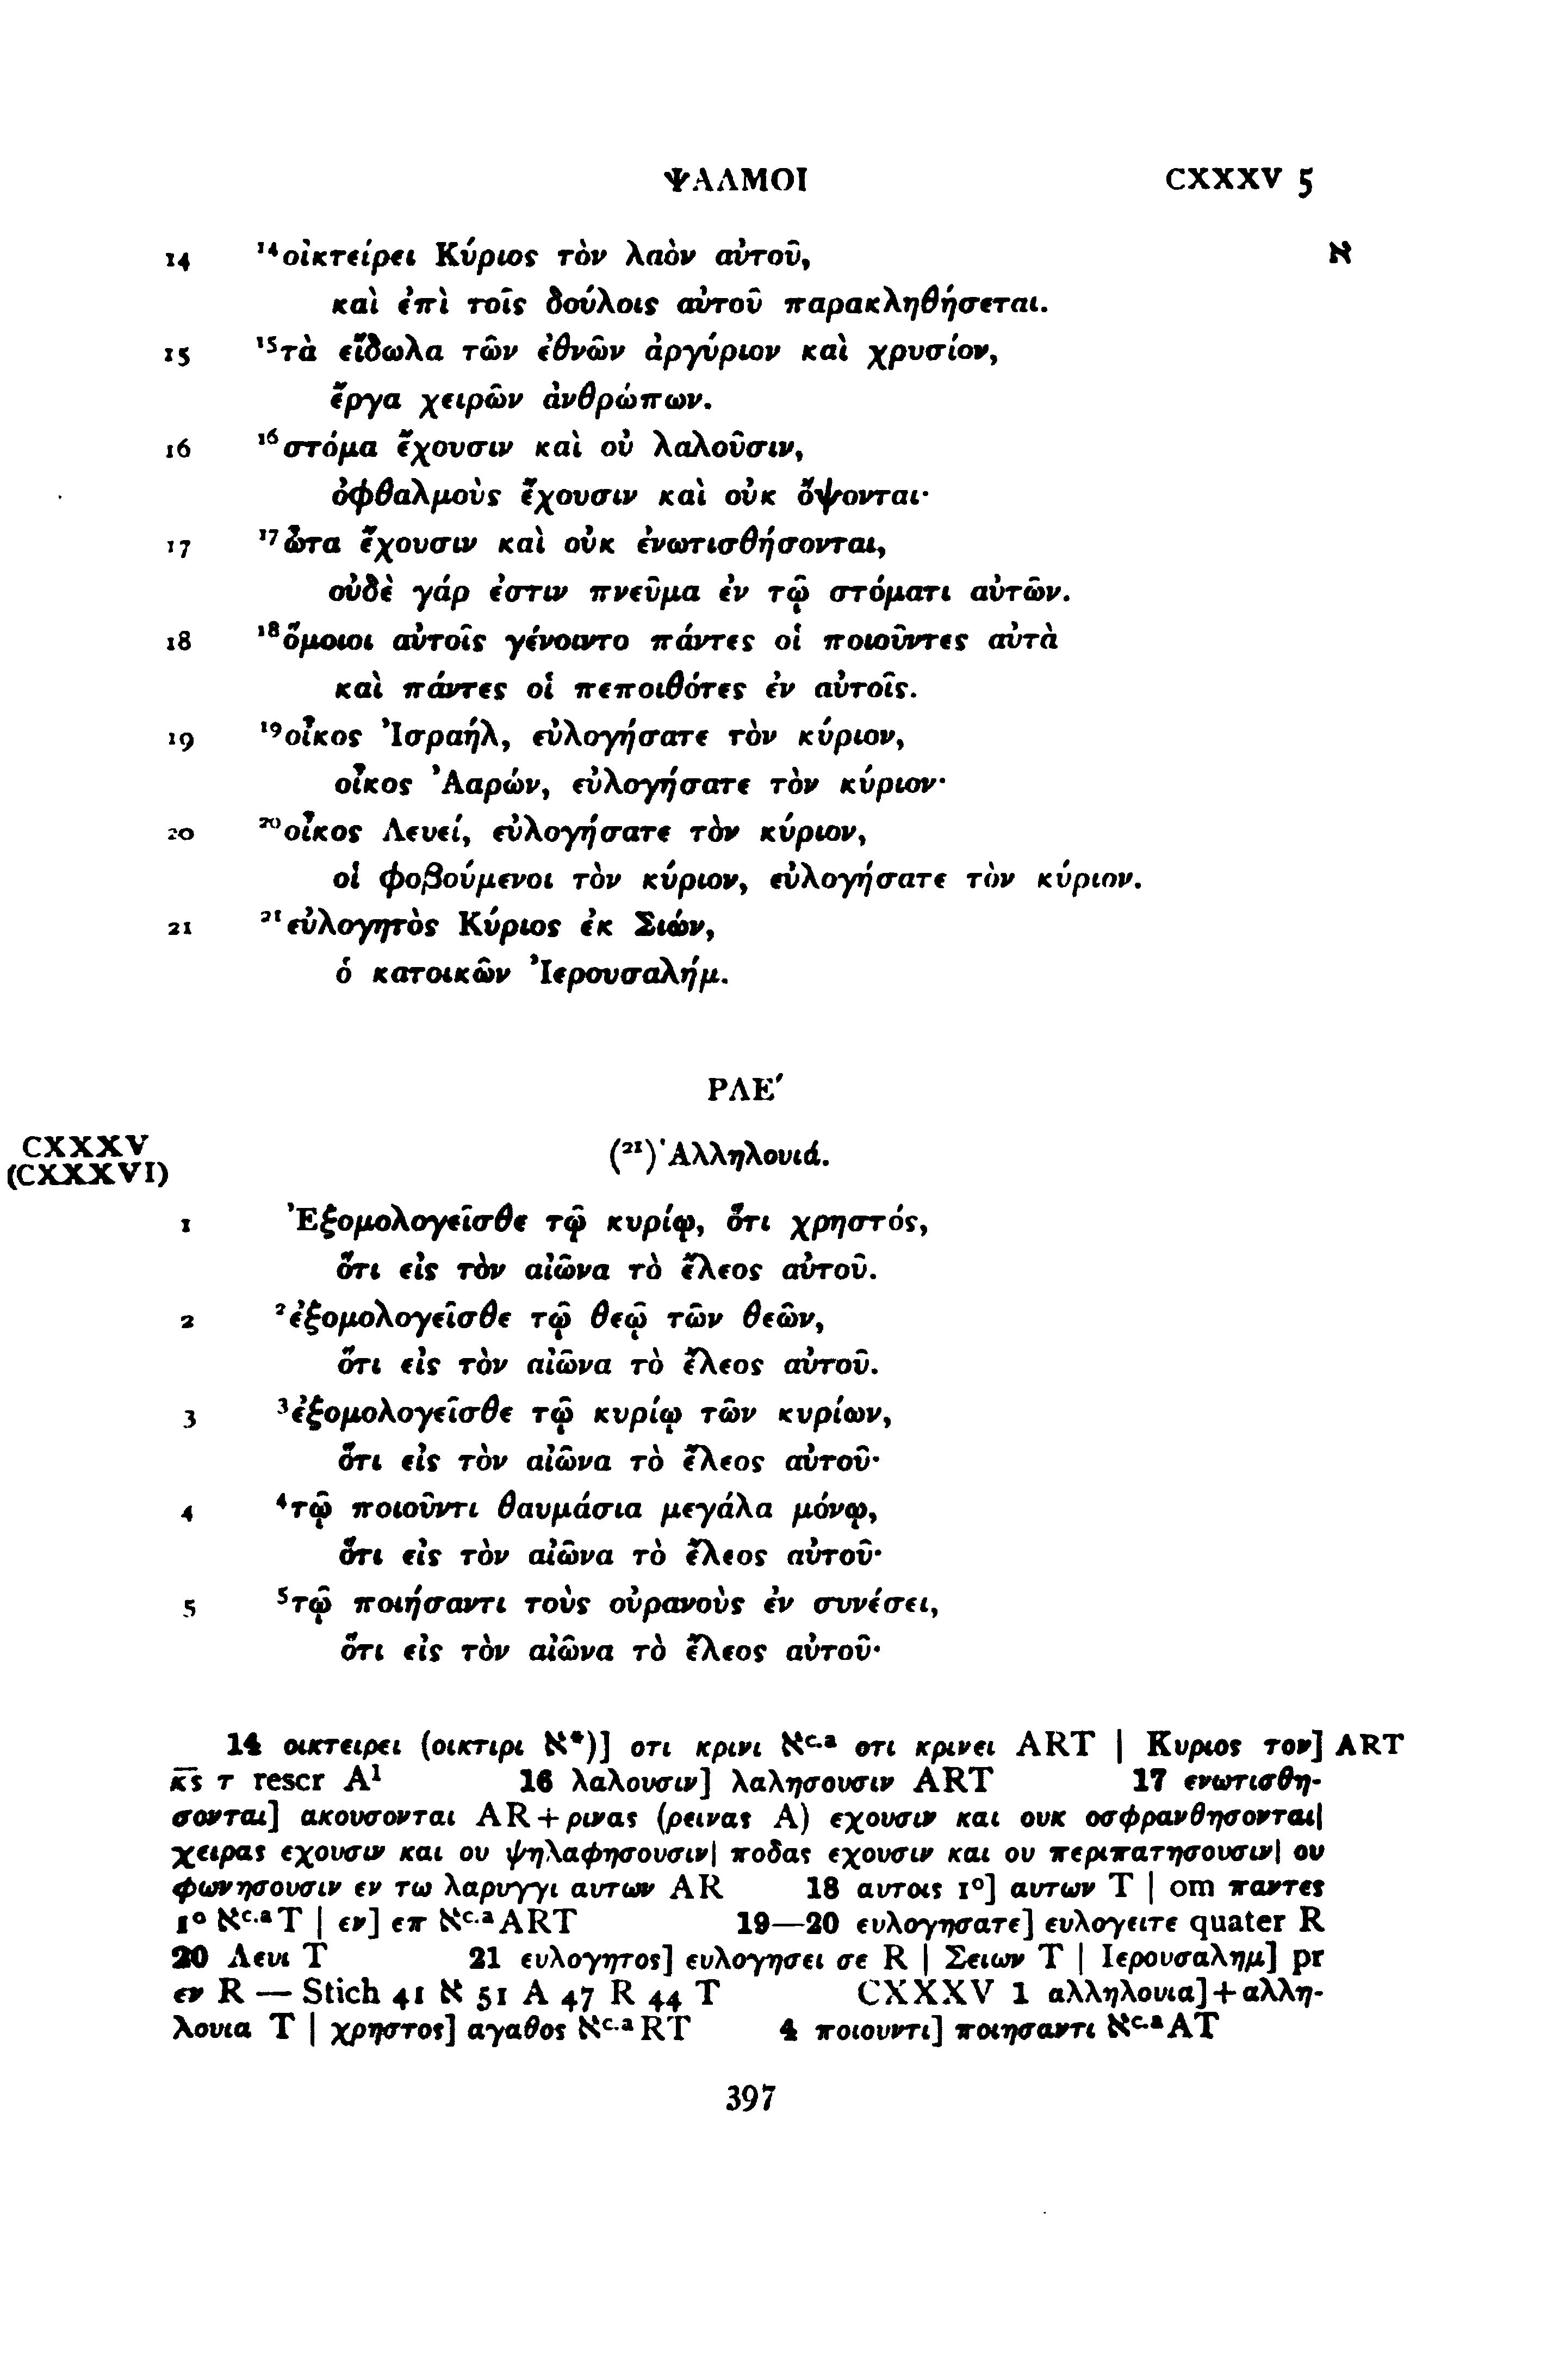 ΨΑΛΜΟΙ CXXXV 5
14 ¹⁴οἰκτείρει Κύριος τὸν λαὸν αὐτοῦ, א
καὶ ἐπὶ τοῖς δούλοις αὐτοῦ παρακληθήσεται.
15 ¹⁵τὰ εἴδωλα τῶν ἐθνῶν ἀργύριον καὶ χρυσίον,
ἔργα χειρῶν ἀνθρώπων.
16 ¹⁶στόμα ἔχουσιν καὶ οὐ λαλοῦσιν,
ὀφθαλμοὺς ἔχουσιν καὶ οὐκ ὄψονται·
17 ¹⁷ὦτα ἔχουσιν καὶ οὐκ ἐνωτισθήσονται,
οὐδὲ γάρ ἐστιν πνεῦμα ἐν τῷ στόματι αὐτῶν.
18 ¹⁸ὅμοιοι αὐτοῖς γένοιντο πάντες οἱ ποιοῦντες αὐτὰ
καὶ πάντες οἱ πεποιθότες ἐν αὐτοῖς.
19 ¹⁹οἶκος Ἰσραήλ, εὐλογήσατε τὸν κύριον,
οἶκος Ἀαρών, εὐλογήσατε τὸν κύριον·
20 ²⁰οἶκος Λευεί, εὐλογήσατε τὸν κύριον,
οἱ φοβούμενοι τὸν κύριον, εὐλογήσατε τὸν κύριον.
21 ²¹εὐλογητὸς Κύριος ἐκ Σιών,
ὁ κατοικῶν Ἰερουσαλήμ.
ΡΛΕ´
CXXXV
(CXXXVI)
(²¹)Ἁλληλουιά.
1 Ἐξομολογεῖσθε τῷ κυρίῳ, ὅτι χρηστός,
ὅτι εἰς τὸν αἰῶνα τὸ ἔλεος αὐτοῦ.
2 ²ἐξομολογεῖσθε τῷ θεῷ τῶν θεῶν,
ὅτι εἰς τὸν αἰῶνα τὸ ἔλεος αὐτοῦ.
3 ³ἐξομολογεῖσθε τῷ κυρίῳ τῶν κυρίων,
ὅτι εἰς τὸν αἰῶνα τὸ ἔλεος αὐτοῦ·
4 ⁴τῷ ποιοῦντι θαυμάσια μεγάλα μόνῳ,
ὅτι εἰς τὸν αἰῶνα τὸ ἔλεος αὐτοῦ·
5 ⁵τῷ ποιήσαντι τοὺς οὐρανοὺς ἐν συνέσει,
ὅτι εἰς τὸν αἰῶνα τὸ ἔλεος αὐτοῦ·
14 οικτειρει (οικτιρι א*)] οτι κρινι אc.a οτι κρινει ART | Κυριος τον] ART
κ̅ς̅ τ rescr A¹ 16 λαλουσιν] λαλησουσιν ART 17 ενωτισθη-
σονται] ακουσονται AR+ρινας (ρεινας A) εχουσιν και ουκ οσφρανθησονται|
χειρας εχουσιν και ου ψηλαφησουσιν| ποδας εχουσιν και ου περιπατησουσιν| ου
φωνησουσιν εν τω λαρυγγι αυτων AR 18 αυτοις 1°] αυτων T | om παντες
1° אc.aT | εν] επ אc.aART 19—20 ευλογησατε] ευλογειτε quater R
20 Λευι T 21 ευλογητος] ευλογησει σε R | Σειων T | Ιερουσαλημ] pr
εν R — Stich 41 א 51 A 47 R 44 T CXXXV 1 αλληλουια]+αλλη-
λουια T | χρηστος] αγαθος אc.aRT 4 ποιουντι] ποιησαντι אc.aAT
397